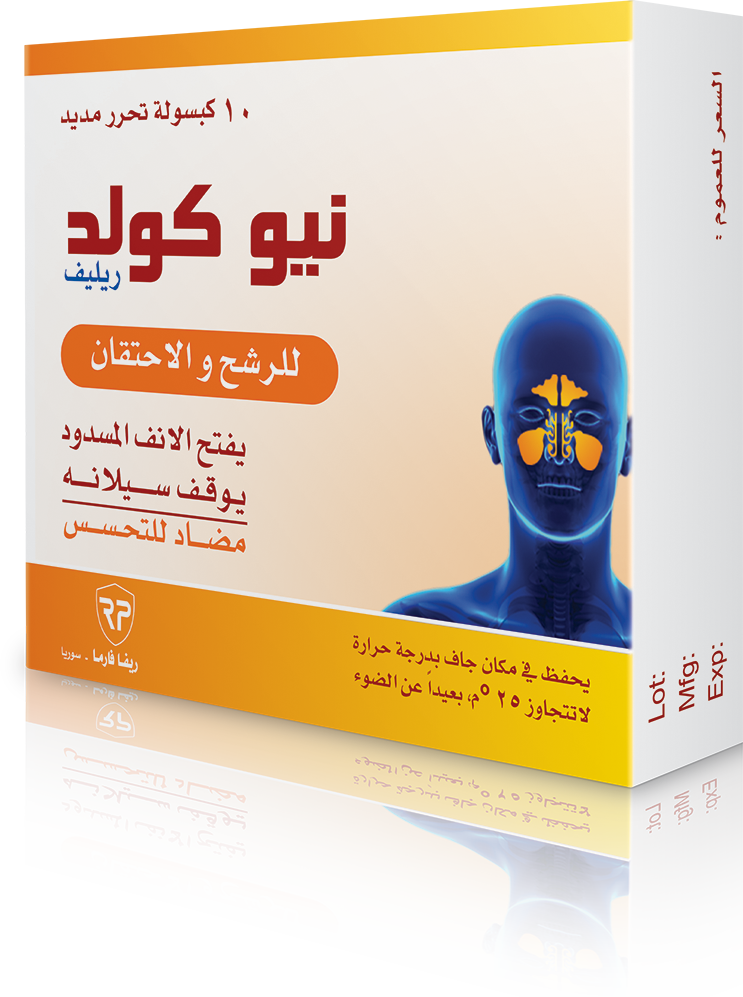 ١٠ كبسولة تحرر مديد
نيو كولد
ريليف
للرشح و الاحتقان
يفتح الانف المسدود
يوقف سيلانه
مضاد للتحسس
RP
ريفا فارما - سوريا
يحفظ في مكان جاف بدرجة حرارة
لاتتجاوز ٢٥ °م، بعيداً عن الضوء
السعر للعموم :
Lot:
Mfg:
Exp: